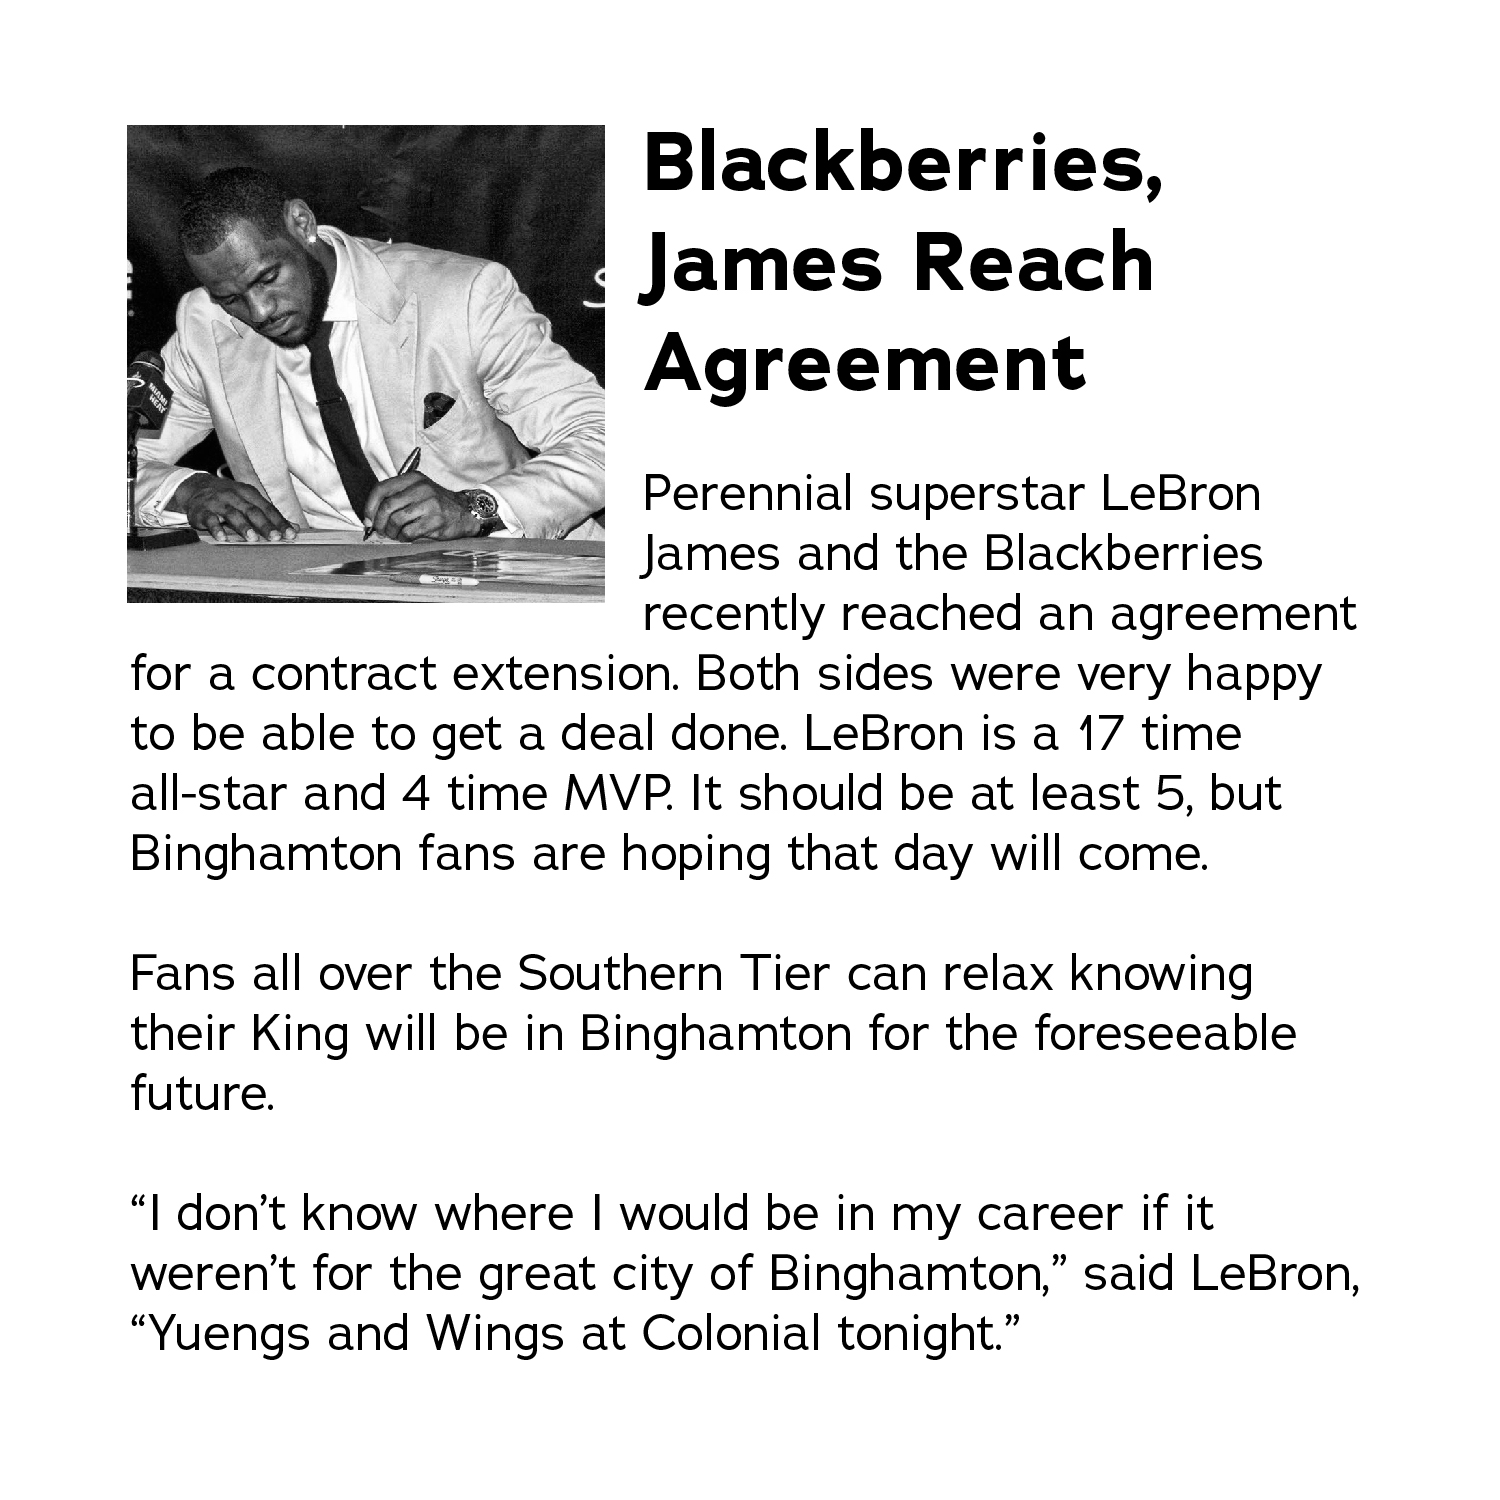 Blackberries,
James Reach
Agreement
MIAMI
HEAT
Perennial superstar LeBron
James and the Blackberries
recently reached an agreement
Sharpie
for a contract extension. Both sides were very happy
to be able to get a deal done. LeBron is a 17 time
all-star and 4 time MVP. It should be at least 5, but
Binghamton fans are hoping that day will come.
Fans all over the Southern Tier can relax knowing
their King will be in Binghamton for the foreseeable
future.
“I don’t know where I would be in my career if it
weren’t for the great city of Binghamton,” said LeBron,
“Yuengs and Wings at Colonial tonight.”